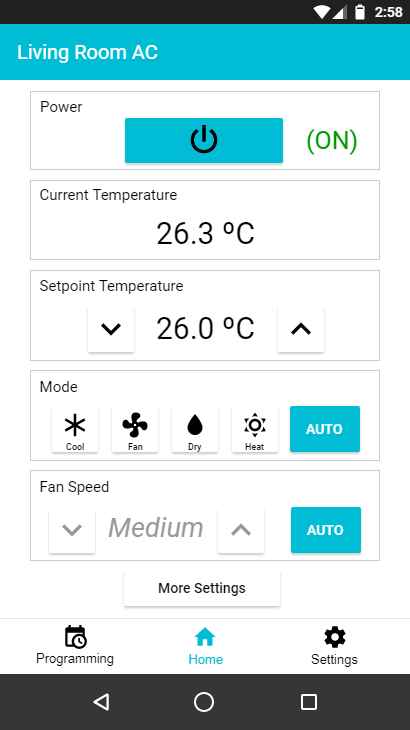 2:58
Living Room AC
Power
(ON)
Current Temperature
26.3 ºC
Setpoint Temperature
26.0 ºC
Mode
Cool Fan Dry Heat AUTO
Fan Speed
Medium AUTO
More Settings
Programming Home Settings